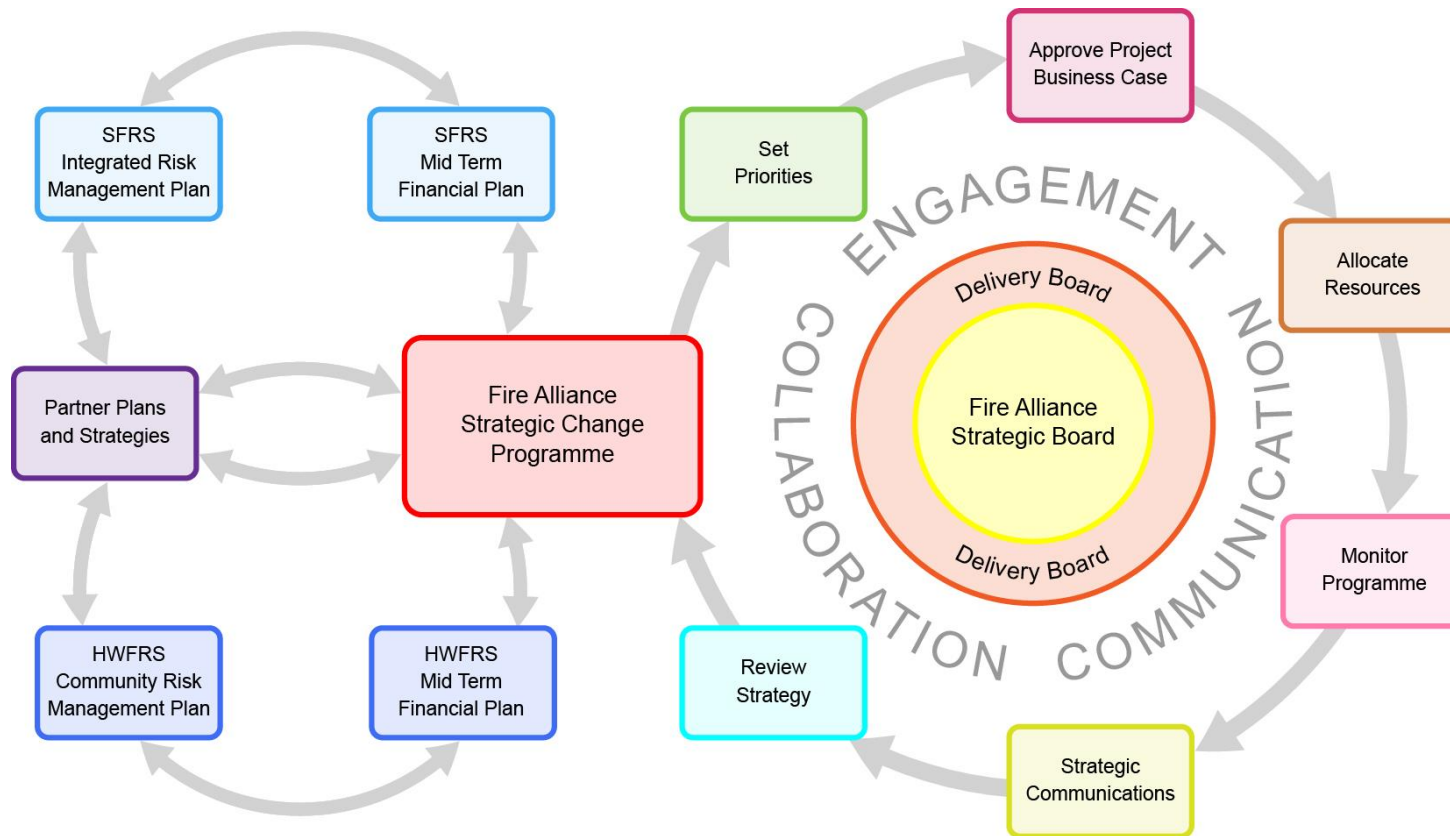 SFRS
Integrated Risk
Management Plan
SFRS
Mid Term
Financial Plan
Partner Plans
and Strategies
Fire Alliance
Strategic Change
Programme
HWFRS
Community Risk
Management Plan
HWFRS
Mid Term
Financial Plan
Set
Priorities
Approve Project
Business Case
Allocate
Resources
Monitor
Programme
Strategic
Communications
Review
Strategy
ENGAGEMENT
COMMUNICATION
COLLABORATION
Delivery Board
Fire Alliance
Strategic Board
Delivery Board